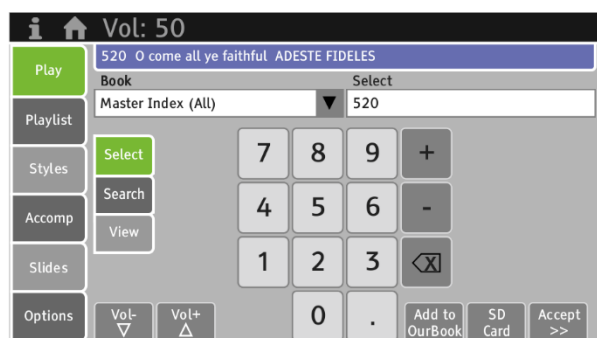 i Vol: 50
Play
520 O come all ye faithful ADESTE FIDELES
Book Select
Master Index (All) ▼ 520
Playlist
Styles
Accomp
Slides
Options
Select
Search
View
7 8 9 +
4 5 6 -
1 2 3 X
0 .
Vol- Vol+
Add to
OurBook
SD
Card
Accept
>>